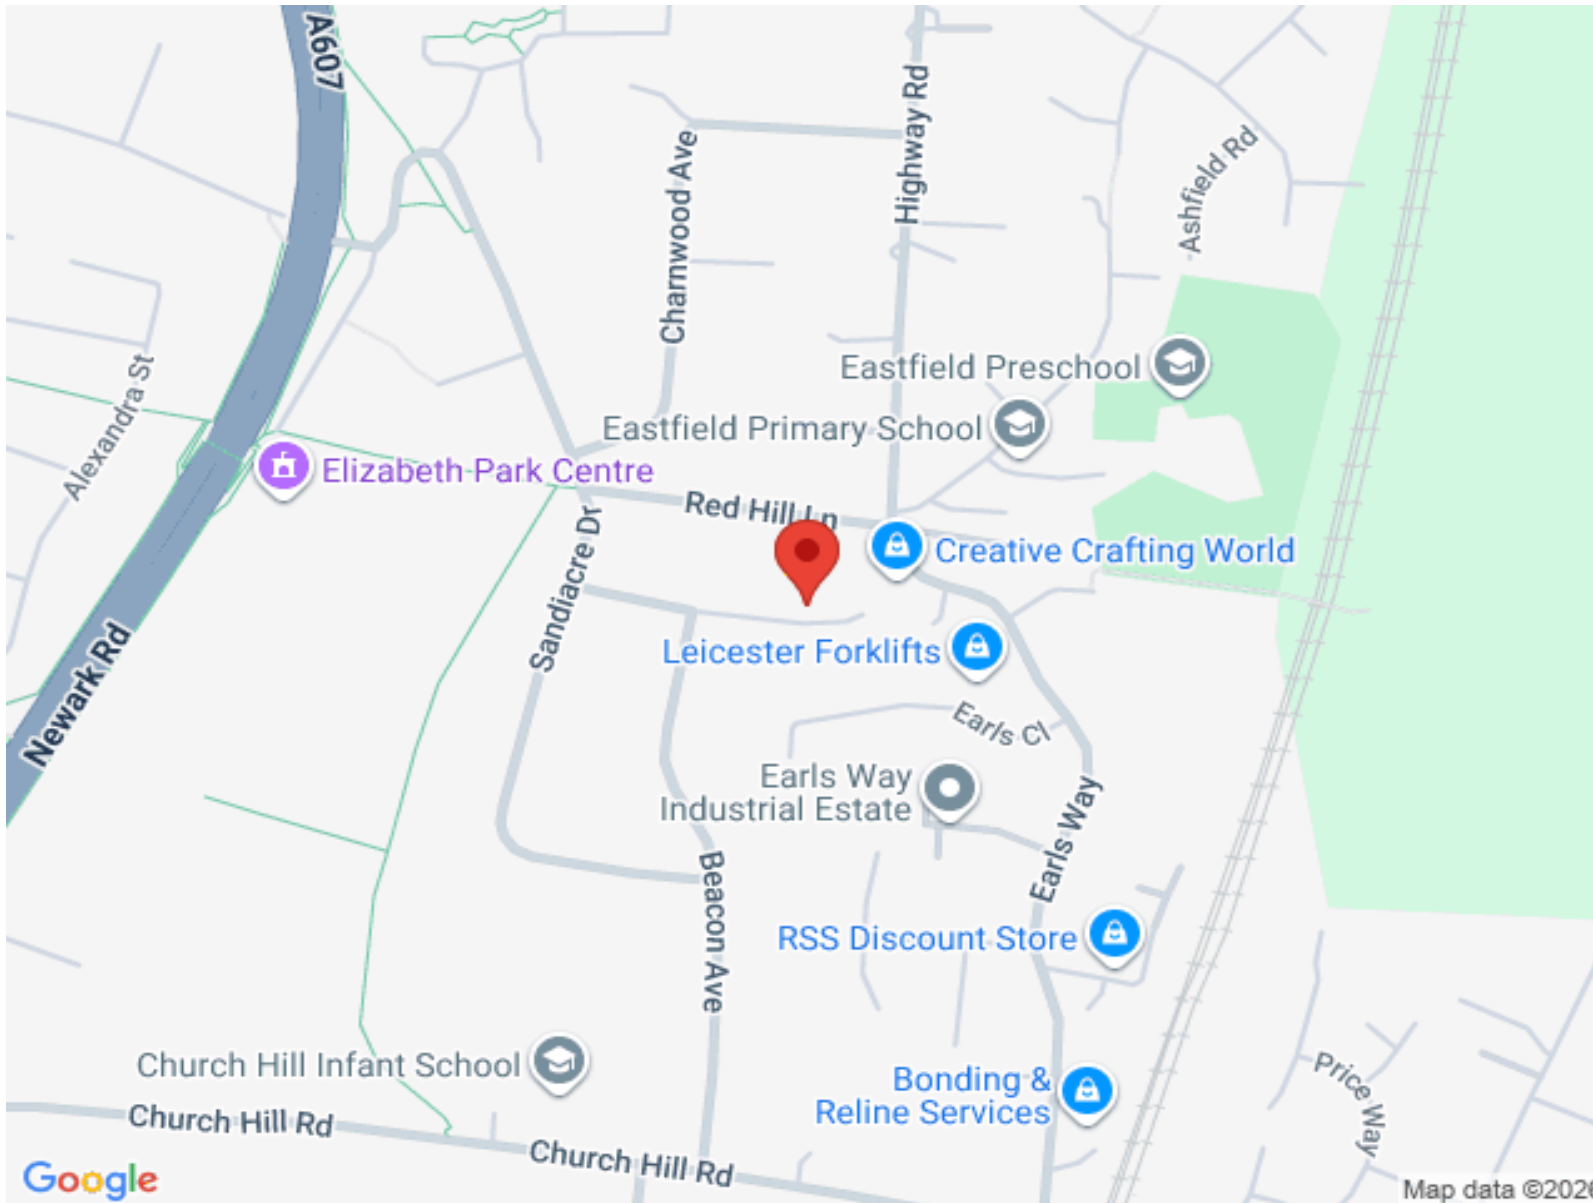 A607
Highway Rd
Charnwood Ave
Ashfield Rd
Eastfield Preschool
Alexandra St
Eastfield Primary School
Elizabeth Park Centre
Red Hill Ln
Sandiacre Dr
Creative Crafting World
Leicester Forklifts
Newark Rd
Earls Cl
Earls Way
Industrial Estate
Earls Way
Beacon Ave
RSS Discount Store
Church Hill Infant School
Bonding &
Reline Services
Price Way
Church Hill Rd
Church Hill Rd
Google
Map data ©202